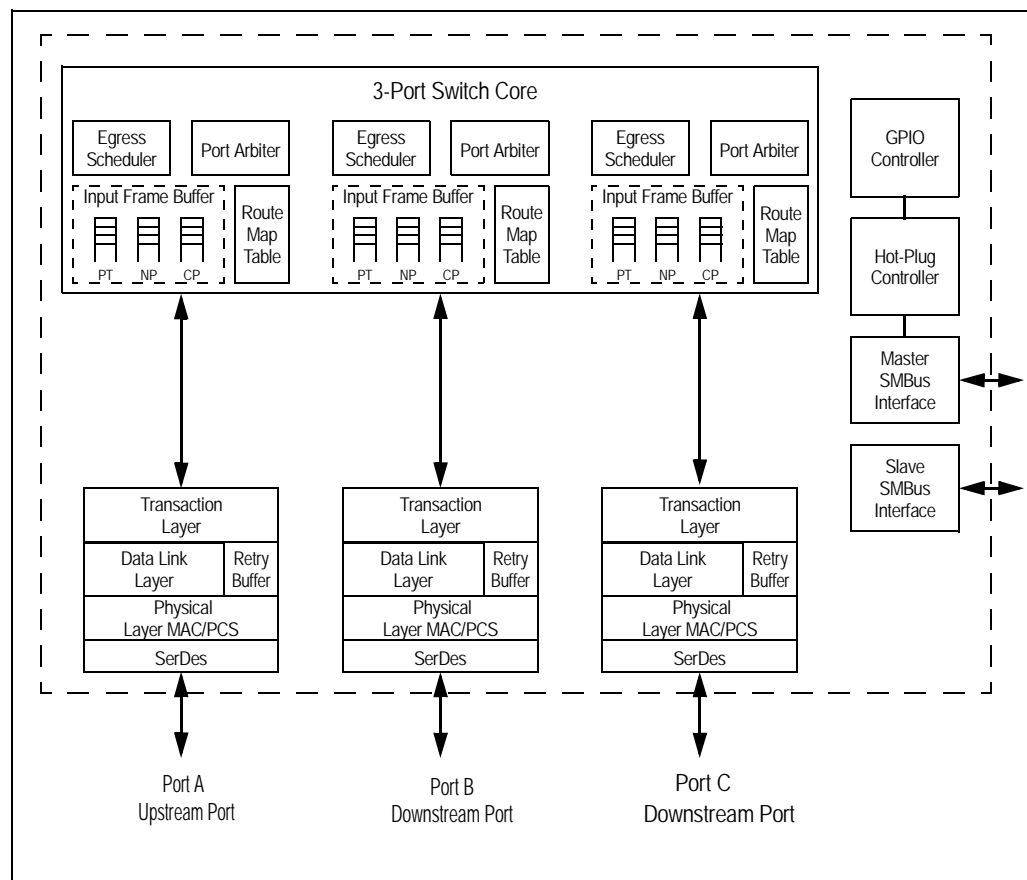 3-Port Switch Core
Egress
Scheduler
Port Arbiter
Input Frame Buffer
PT NP CP
Route
Map
Table
Egress
Scheduler
Port Arbiter
Input Frame Buffer
PT NP CP
Route
Map
Table
Egress
Scheduler
Port Arbiter
Input Frame Buffer
PT NP CP
Route
Map
Table
GPIO
Controller
Hot-Plug
Controller
Master
SMBus
Interface
Slave
SMBus
Interface
Transaction
Layer
Data Link
Layer
Retry
Buffer
Physical
Layer MAC/PCS
SerDes
Transaction
Layer
Data Link
Layer
Retry
Buffer
Physical
Layer MAC/PCS
SerDes
Transaction
Layer
Data Link
Layer
Retry
Buffer
Physical
Layer MAC/PCS
SerDes
Port A
Upstream Port
Port B
Downstream Port
Port C
Downstream Port